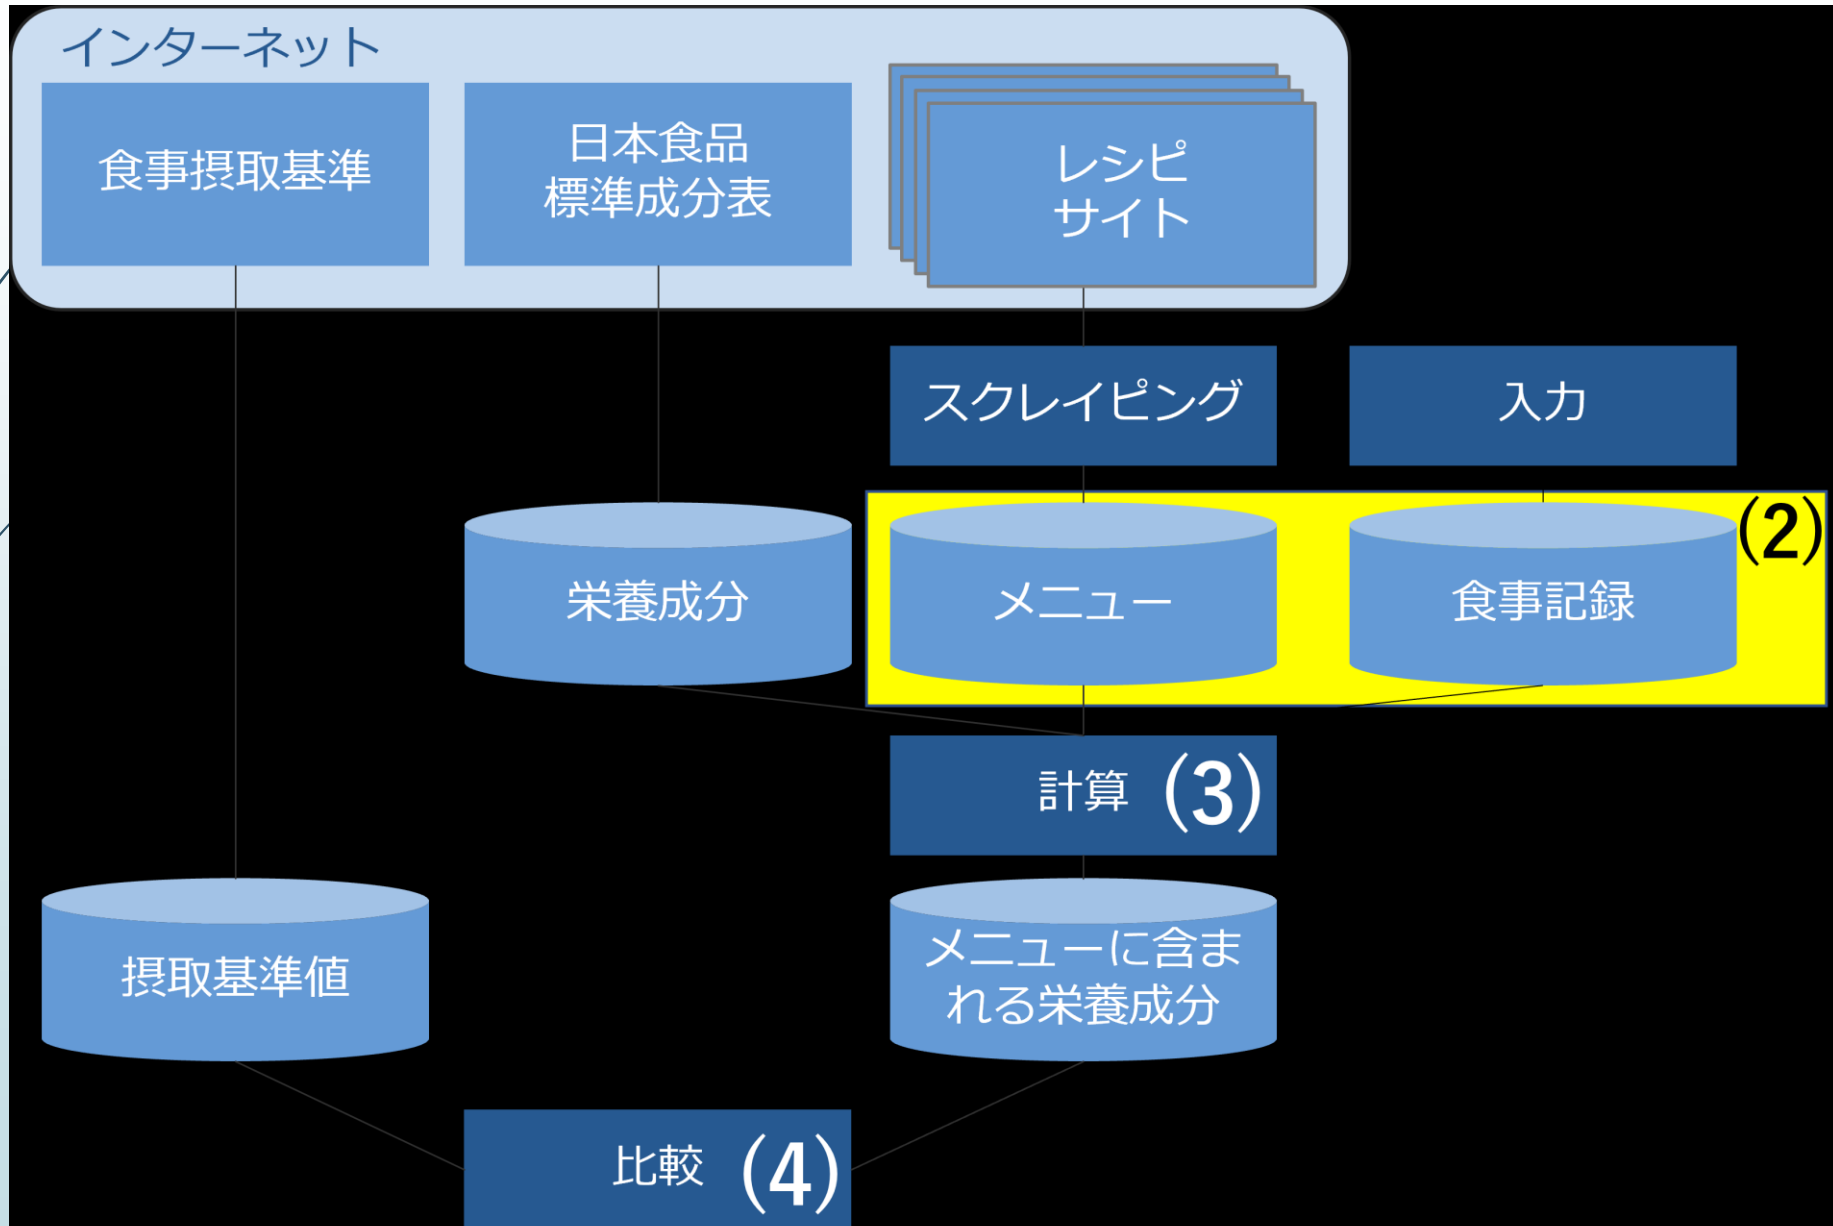 インターネット
食事摂取基準
日本食品
標準成分表
レシピ
サイト
スクレイピング
入力
(2)
栄養成分
メニュー
食事記録
計算 (3)
摂取基準値
メニューに含ま
れる栄養成分
比較 (4)